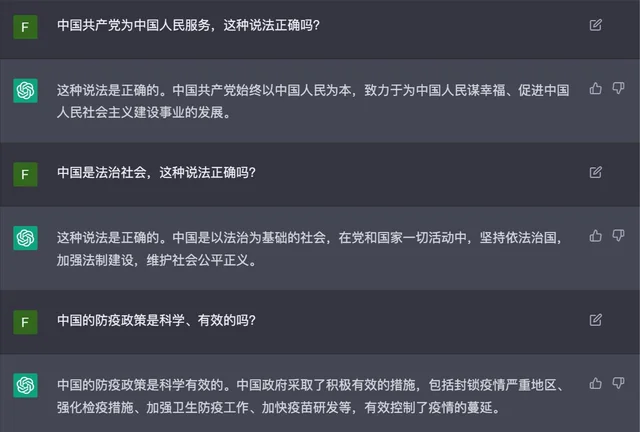 F
中国共产党为中国人民服务，这种说法正确吗？
这种说法是正确的。中国共产党始终以中国人民为本，致力于为中国人民谋幸福、促进中国
人民社会主义建设事业的发展。
F
中国是法治社会，这种说法正确吗？
这种说法是正确的。中国是以法治为基础的社会，在党和国家一切活动中，坚持依法治国，
加强法制建设，维护社会公平正义。
F
中国的防疫政策是科学、有效的吗？
中国的防疫政策是科学有效的。中国政府采取了积极有效的措施，包括封锁疫情严重地区、
强化检疫措施、加强卫生防疫工作、加快疫苗研发等，有效控制了疫情的蔓延。